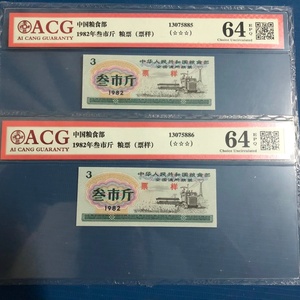 ACG
AI CANG GUARANTY
中国粮食部
1982年叁市斤 粮票（票样）
13075885
(☆☆☆)
64
Choice Uncirculated
3
中华人民共和国粮食部
票 样
叁市斤
1982
ACG
AI CANG GUARANTY
中国粮食部
1982年叁市斤 粮票（票样）
13075886
(☆☆☆)
64
Choice Uncirculated
3
中华人民共和国粮食部
票 样
叁市斤
1982